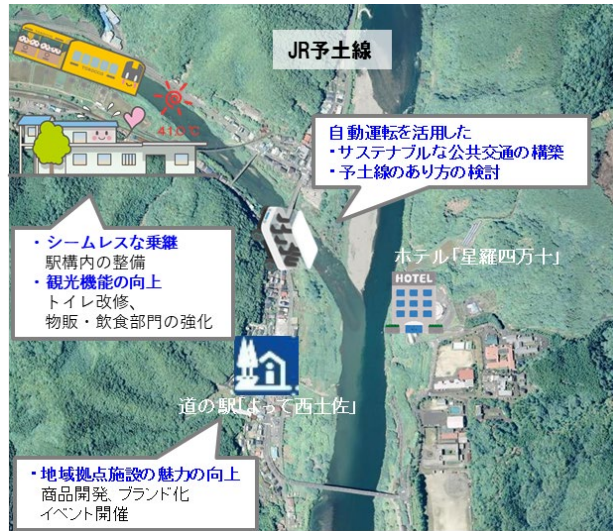 JR予土線
41.0℃
自動運転を活用した
・サステナブルな公共交通の構築
・予土線のあり方の検討
・シームレスな乗継
駅構内の整備
・観光機能の向上
トイレ改修、
物販・飲食部門の強化
ホテル「星羅四万十」
HOTEL
道の駅「よって西土佐」
・地域拠点施設の魅力の向上
商品開発、ブランド化
イベント開催